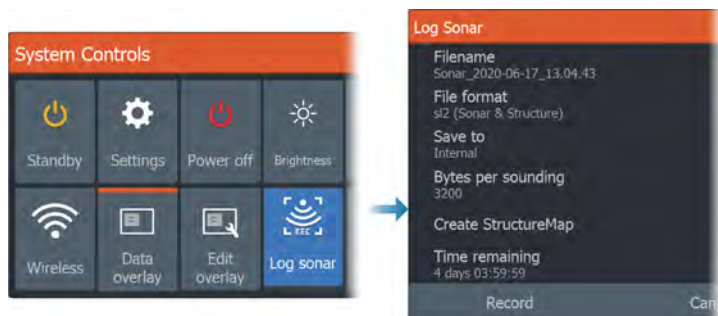 System Controls
Standby
Settings
Power off
Brightness
Wireless
Data
overlay
Edit
overlay
REC
Log sonar
Log Sonar
Filename
Sonar_2020-06-17_13.04.43
File format
sl2 (Sonar & Structure)
Save to
Internal
Bytes per sounding
3200
Create StructureMap
Time remaining
4 days 03:59:59
Record